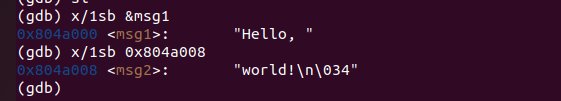 (gdb) x/1sb &msg1
0x804a000 <msg1>: "Hello, "
(gdb) x/1sb 0x804a008
0x804a008 <msg2>: "world!\n\034"
(gdb)